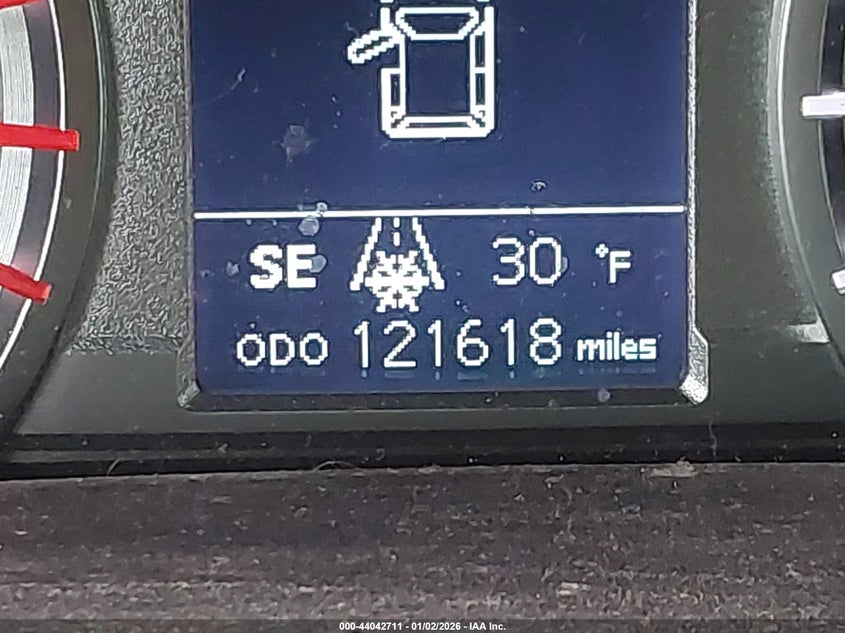 SE 30 °F
ODO 121618 miles
000-44042711 - 01/02/2026 - IAA Inc.